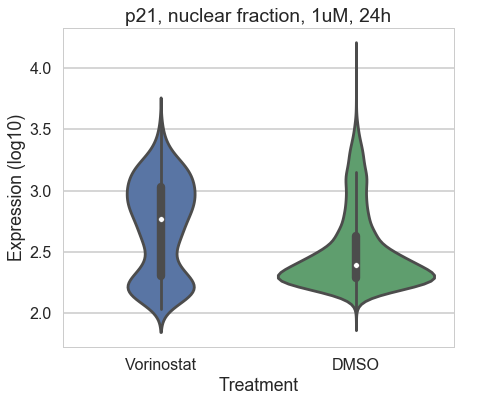 p21, nuclear fraction, 1uM, 24h
Expression (log10)
4.0
3.5
3.0
2.5
2.0
Vorinostat
DMSO
Treatment